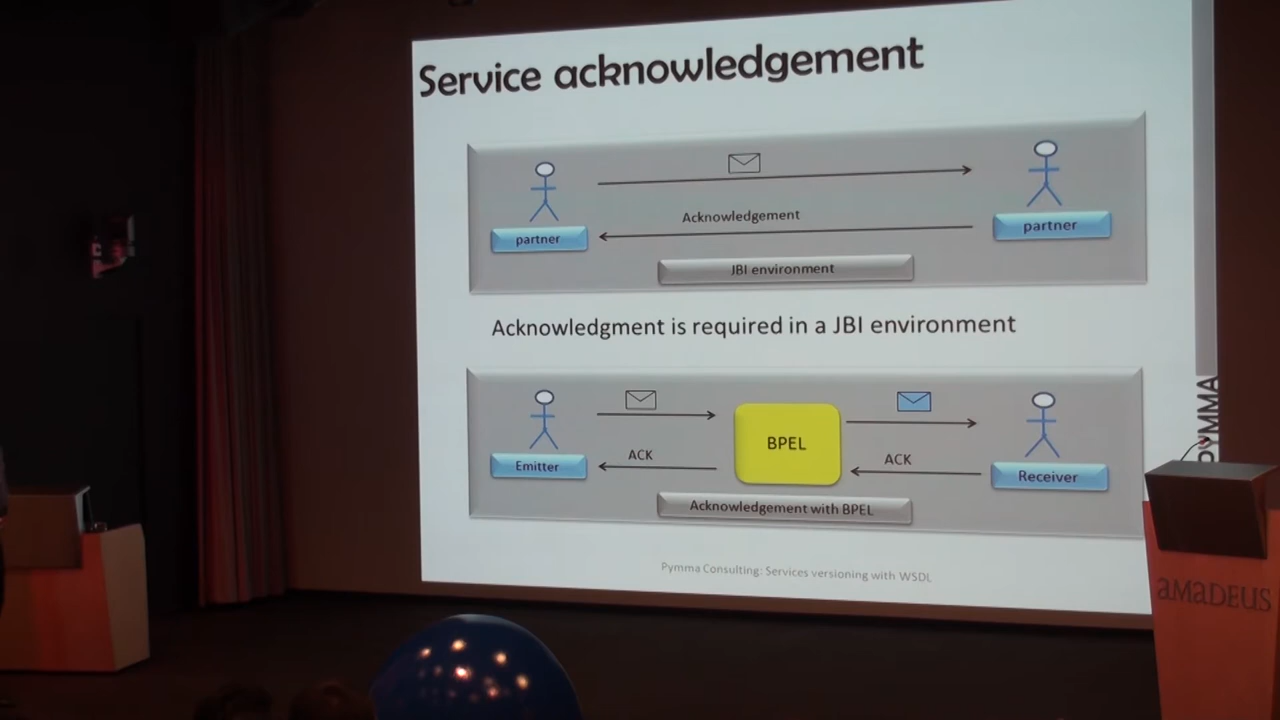 Service acknowledgement
Acknowledgement
partner
partner
JBI environment
Acknowledgment is required in a JBI environment
ACK
BPEL
ACK
Emitter
Receiver
Acknowledgement with BPEL
Pymma Consulting: Services versioning with WSDL
PYMMA
amaDEUS